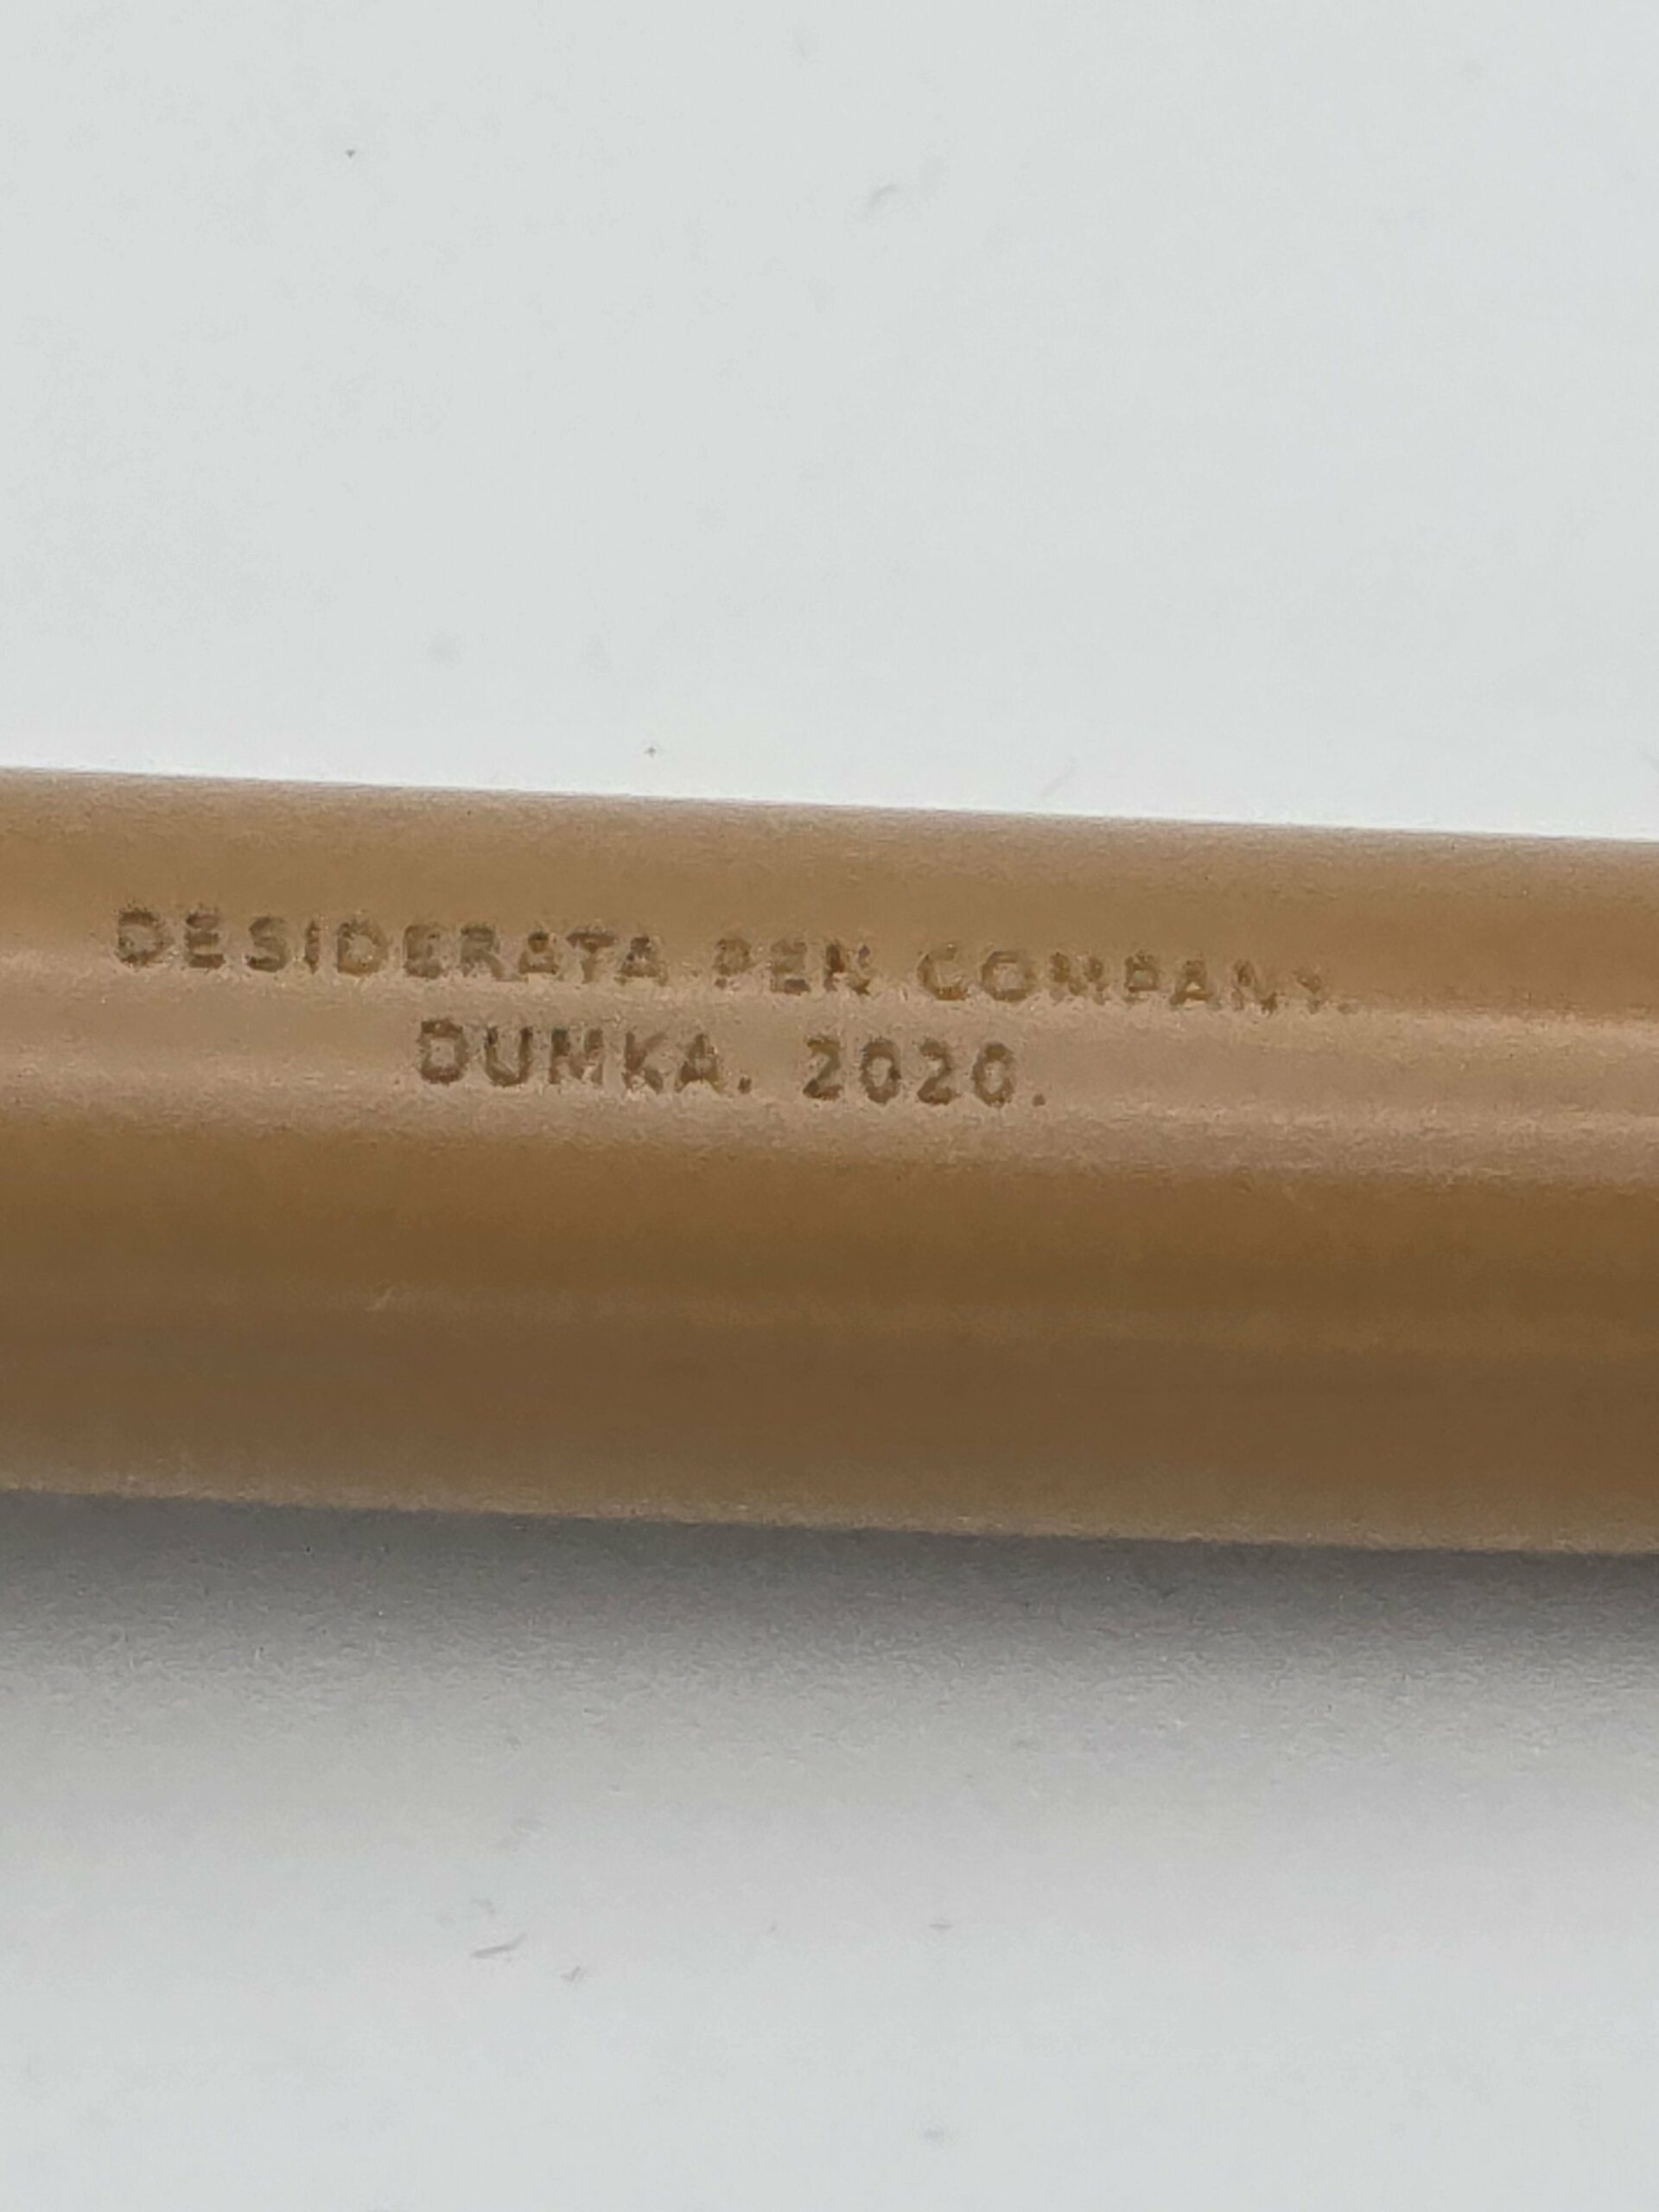 DESIDERATA PEN COMPANY.
DUMKA. 2020.